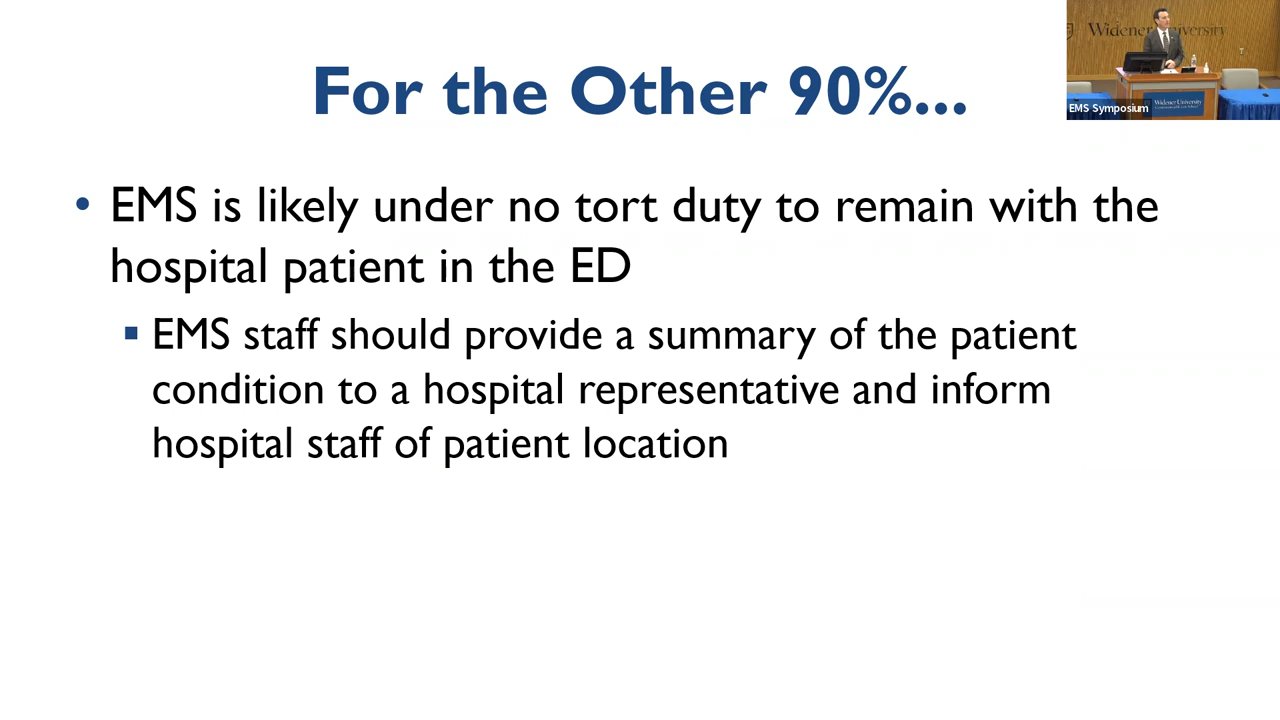 For the Other 90%...
Widener University
EMS Symposium
Widener University
• EMS is likely under no tort duty to remain with the
hospital patient in the ED
▪ EMS staff should provide a summary of the patient
condition to a hospital representative and inform
hospital staff of patient location